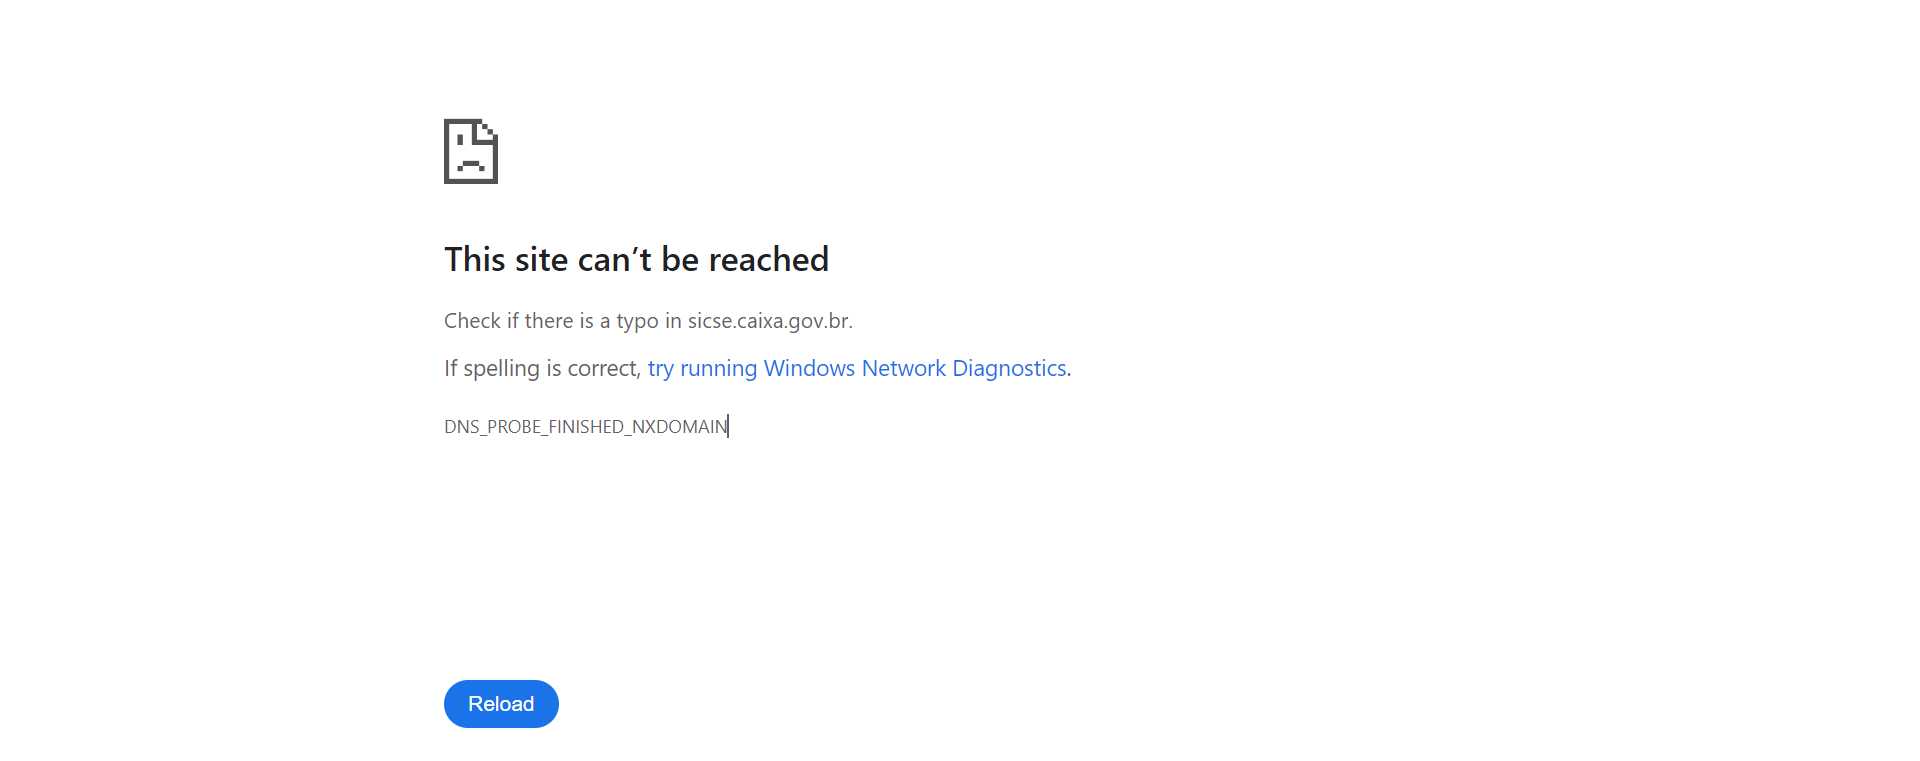 This site can’t be reached
Check if there is a typo in sicse.caixa.gov.br.
If spelling is correct, try running Windows Network Diagnostics.
DNS_PROBE_FINISHED_NXDOMAIN
Reload